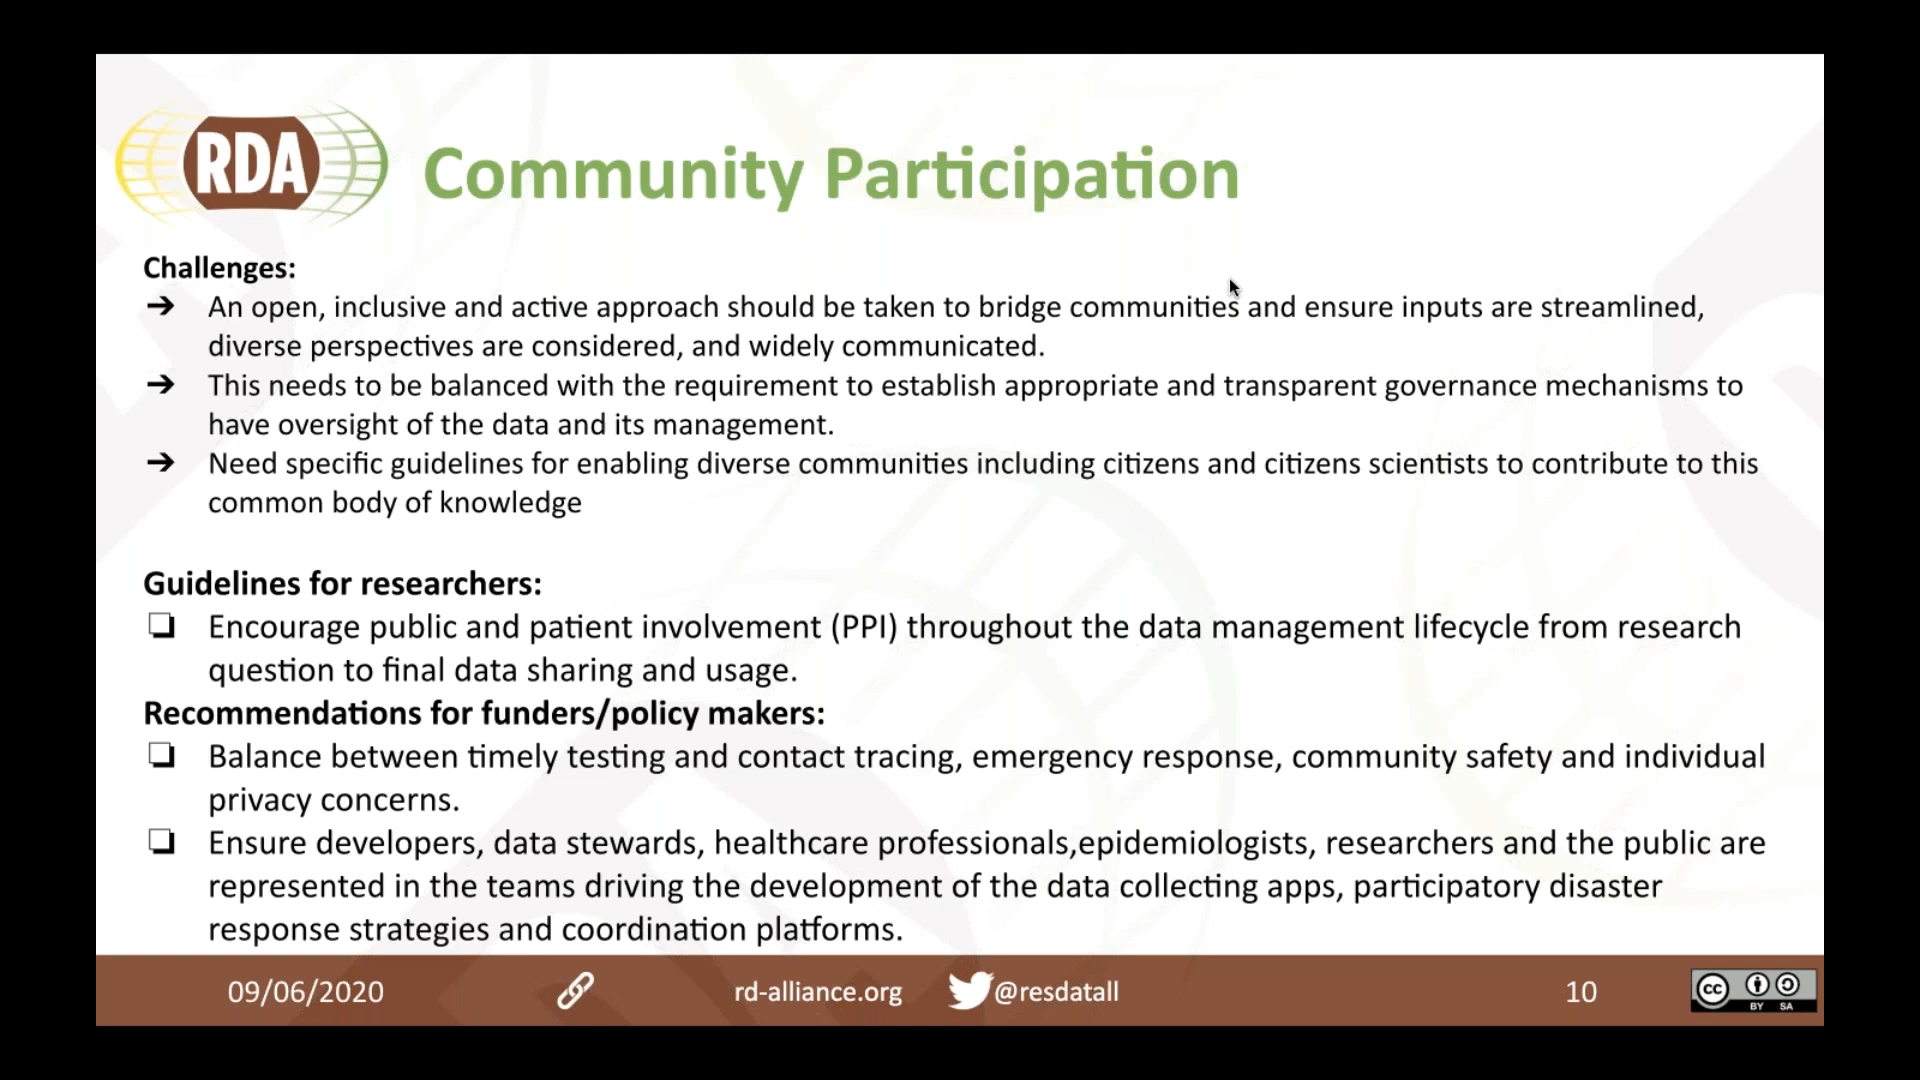 RDA
Community Participation
Challenges:
➔ An open, inclusive and active approach should be taken to bridge communities and ensure inputs are streamlined,
diverse perspectives are considered, and widely communicated.
➔ This needs to be balanced with the requirement to establish appropriate and transparent governance mechanisms to
have oversight of the data and its management.
➔ Need specific guidelines for enabling diverse communities including citizens and citizens scientists to contribute to this
common body of knowledge
Guidelines for researchers:
❏ Encourage public and patient involvement (PPI) throughout the data management lifecycle from research
question to final data sharing and usage.
Recommendations for funders/policy makers:
❏ Balance between timely testing and contact tracing, emergency response, community safety and individual
privacy concerns.
❏ Ensure developers, data stewards, healthcare professionals,epidemiologists, researchers and the public are
represented in the teams driving the development of the data collecting apps, participatory disaster
response strategies and coordination platforms.
09/06/2020 rd-alliance.org @resdatall 10 cc BY SA